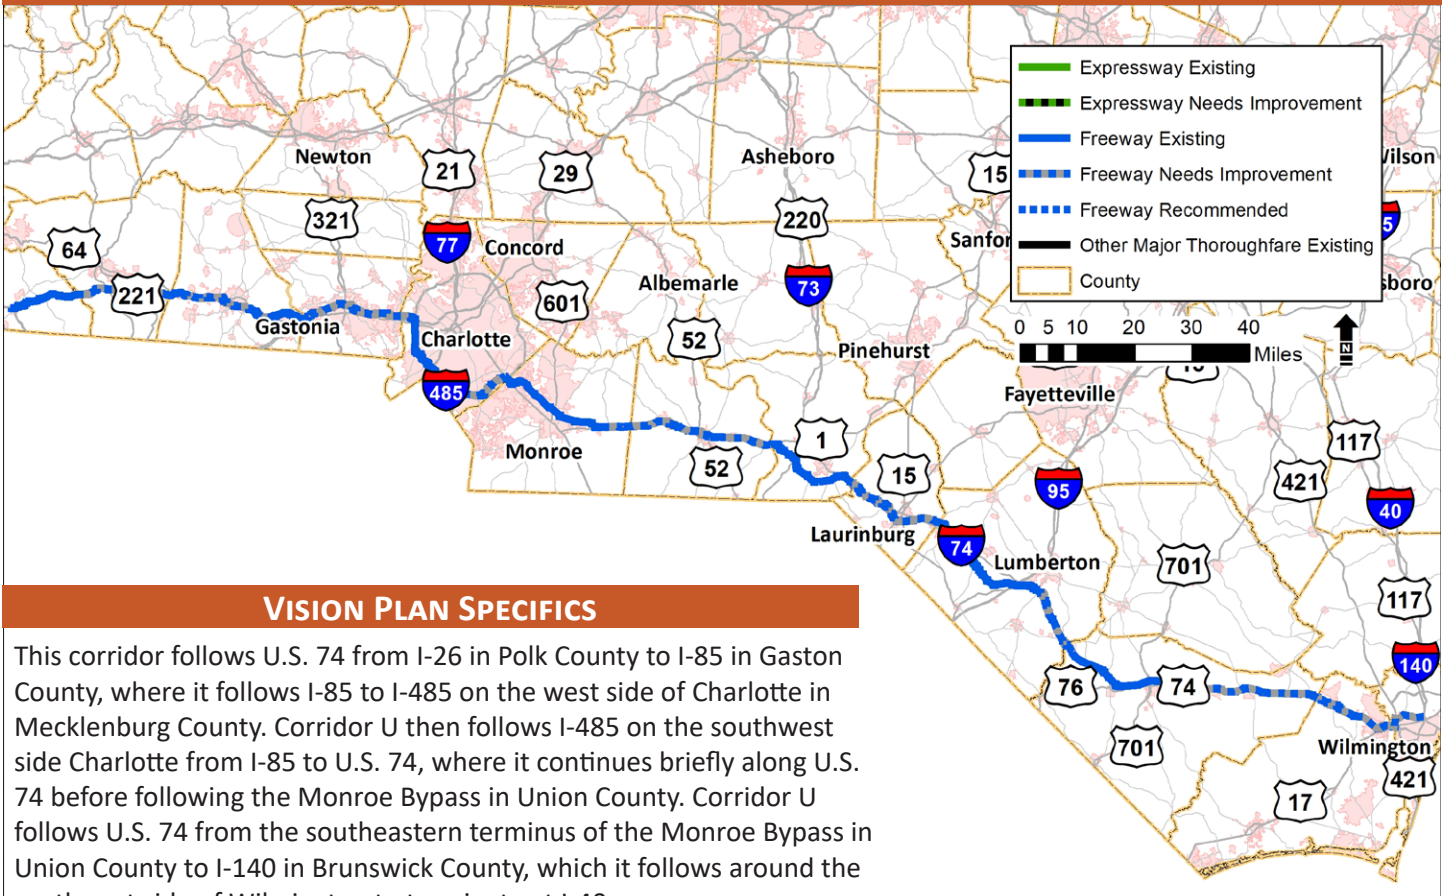 Expressway Existing
Expressway Needs Improvement
Freeway Existing
Freeway Needs Improvement
Freeway Recommended
Other Major Thoroughfare Existing
County
0 5 10 20 30 40
Miles
N
Newton
21
29
Asheboro
15
ilson
321
220
64
77
Concord
Sanfor
5
221
Albemarle
73
sboro
601
Gastonia
Charlotte
52
Pinehurst
485
Fayetteville
Monroe
1
117
52
15
95
421
40
Laurinburg
74
Lumberton
701
117
140
76
74
701
Wilmington
421
17
VISION PLAN SPECIFICS
This corridor follows U.S. 74 from I-26 in Polk County to I-85 in Gaston
County, where it follows I-85 to I-485 on the west side of Charlotte in
Mecklenburg County. Corridor U then follows I-485 on the southwest
side Charlotte from I-85 to U.S. 74, where it continues briefly along U.S.
74 before following the Monroe Bypass in Union County. Corridor U
follows U.S. 74 from the southeastern terminus of the Monroe Bypass in
Union County to I-140 in Brunswick County, which it follows around the